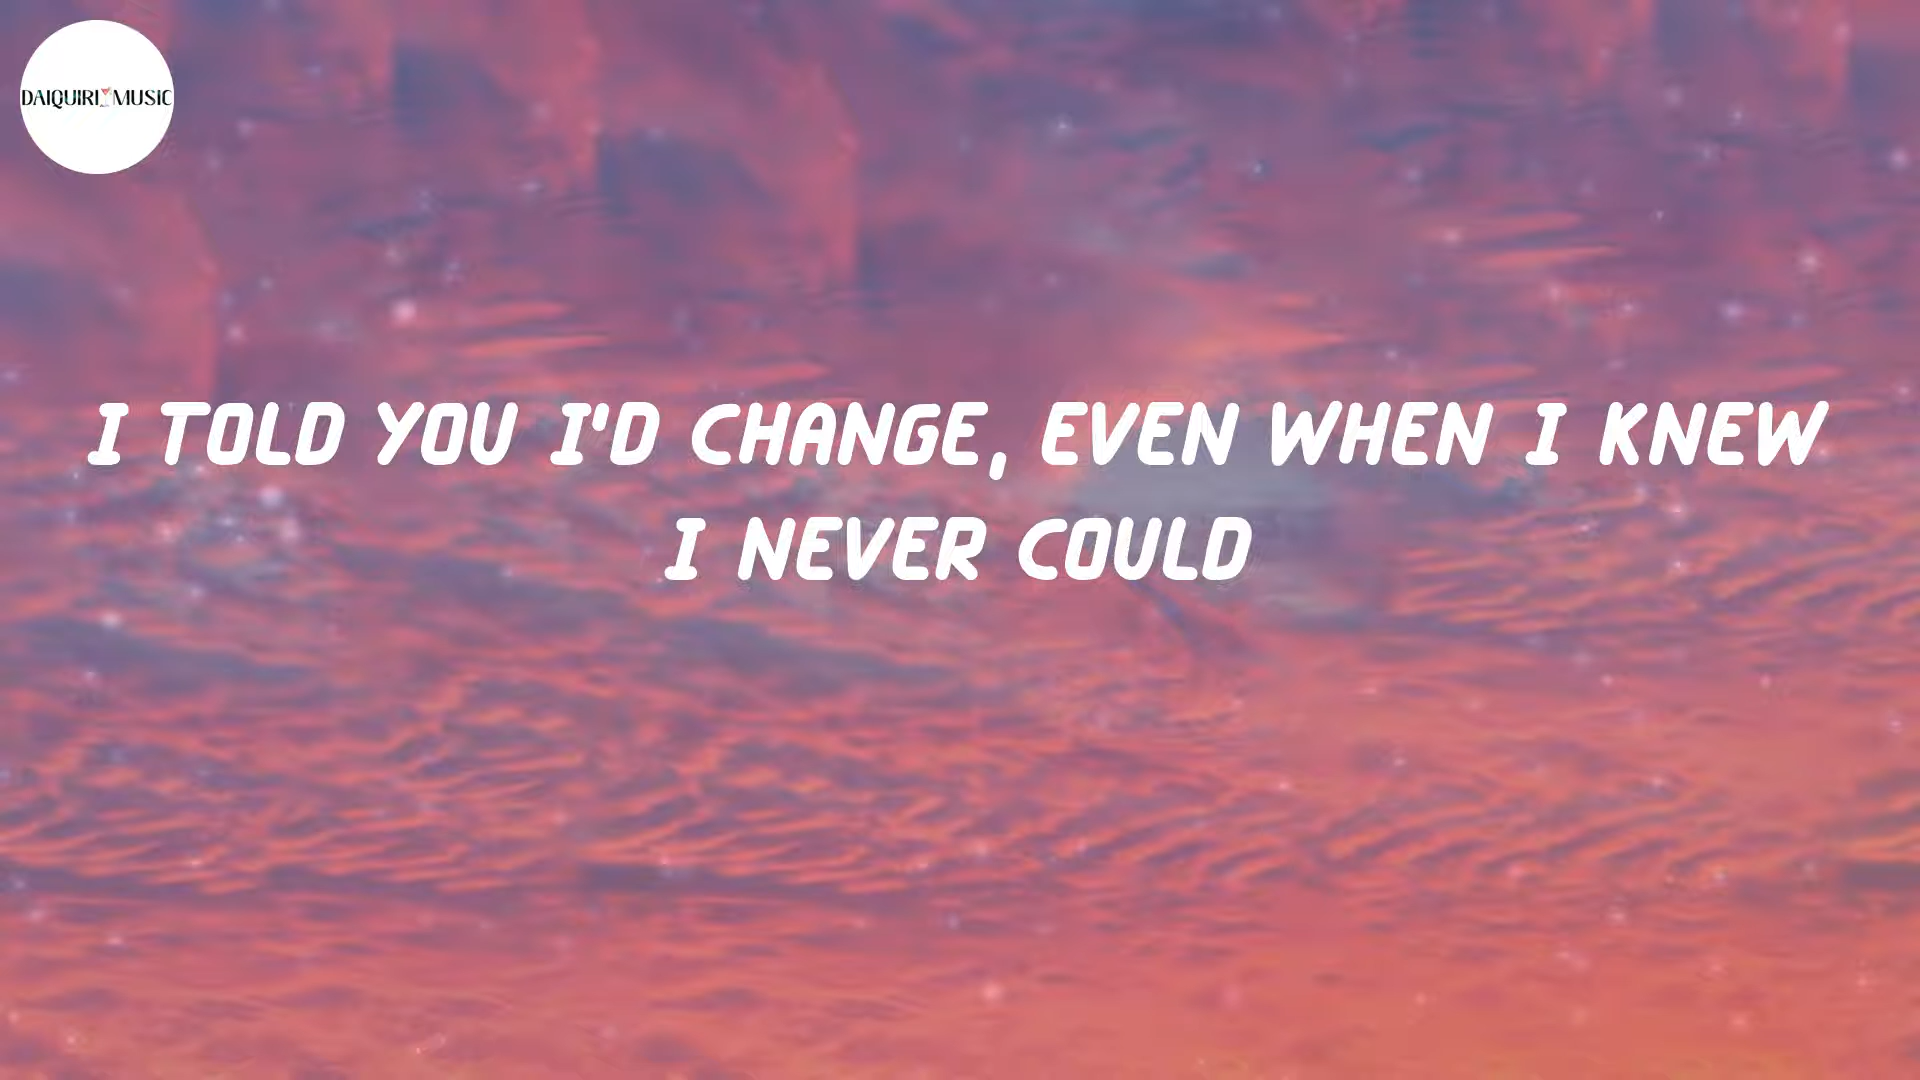 DAIQUIRI MUSIC
I TOLD YOU I'D CHANGE, EVEN WHEN I KNEW
I NEVER COULD